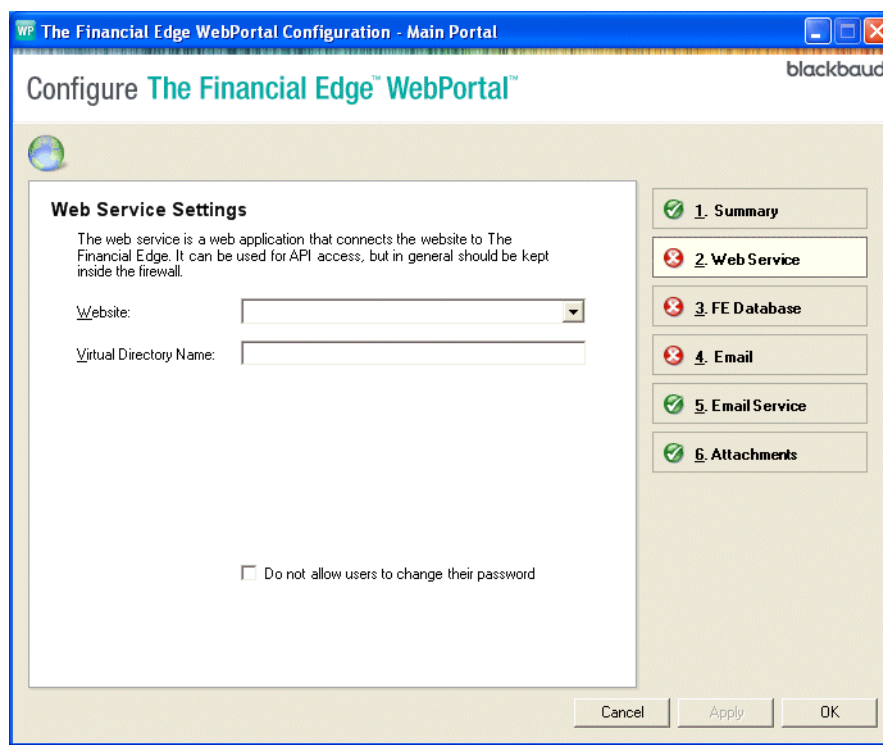 WP The Financial Edge WebPortal Configuration - Main Portal
blackbaud
Configure The Financial Edge™ WebPortal™
Web Service Settings
The web service is a web application that connects the website to The
Financial Edge. It can be used for API access, but in general should be kept
inside the firewall.
Website:
Virtual Directory Name:
Do not allow users to change their password
1. Summary
2. Web Service
3. FE Database
4. Email
5. Email Service
6. Attachments
Cancel
Apply
OK